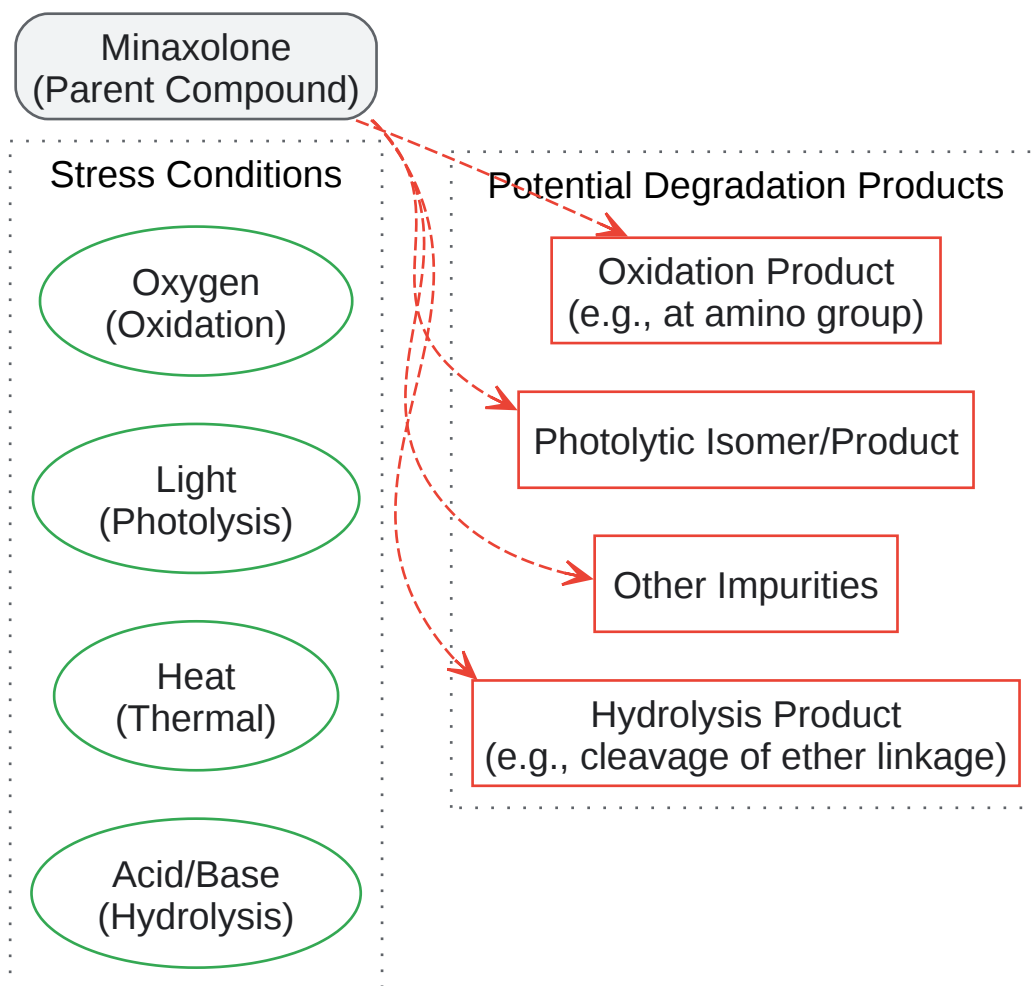 Minaxolone
(Parent Compound)
Stress Conditions
Oxygen
(Oxidation)
Light
(Photolysis)
Heat
(Thermal)
Acid/Base
(Hydrolysis)
Potential Degradation Products
Oxidation Product
(e.g., at amino group)
Photolytic Isomer/Product
Other Impurities
Hydrolysis Product
(e.g., cleavage of ether linkage)